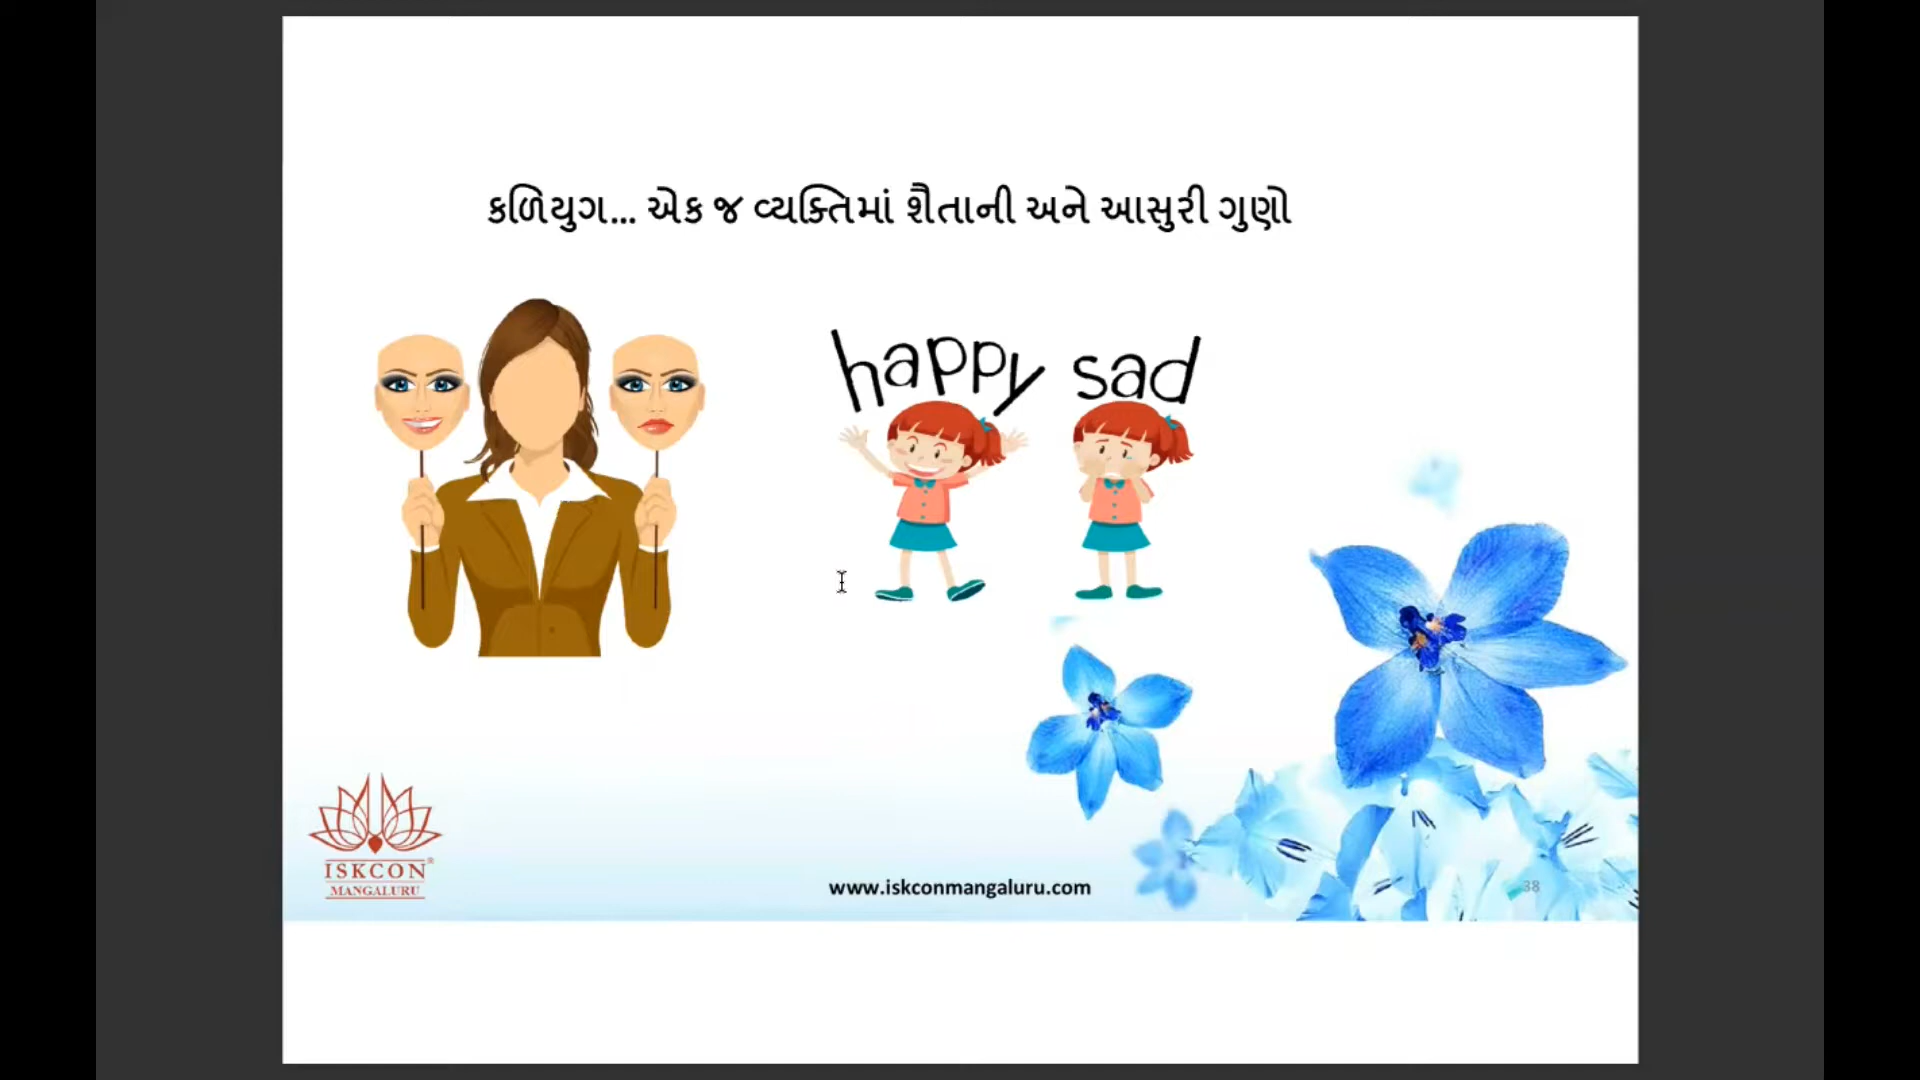 કળિયુગ... એક જ વ્યક્તિમાં શૈતાની અને આસુરી ગુણો
happy sad
ISKCON®
MANGALURU
www.iskconmangaluru.com
38